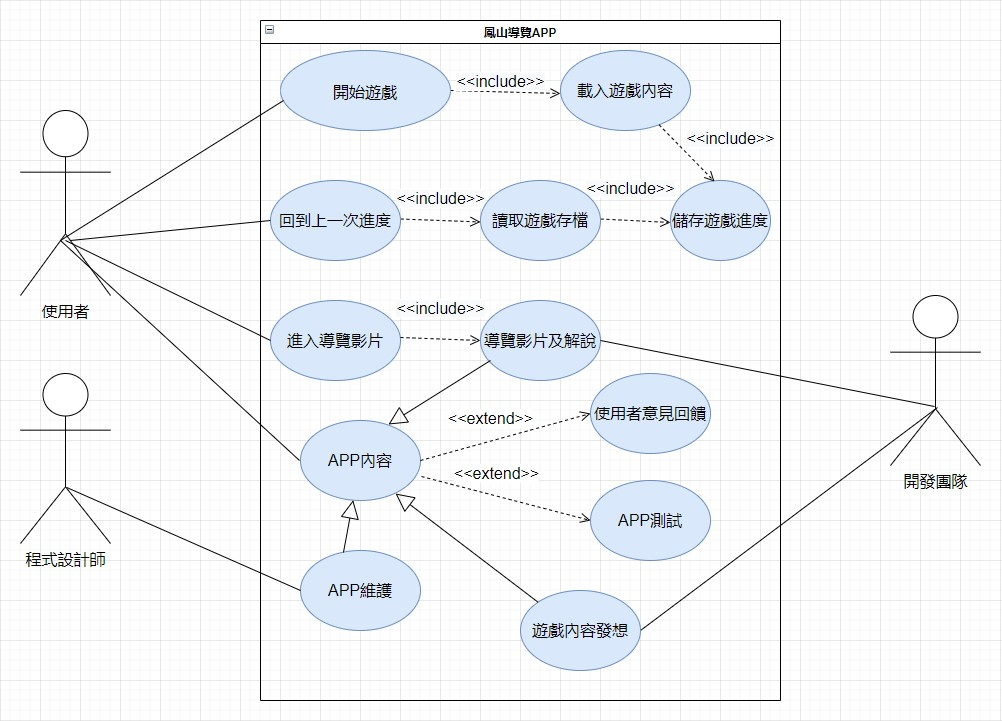 鳳山導覽APP
開始遊戲
<<include>>
載入遊戲內容
<<include>>
回到上一次進度
<<include>>
讀取遊戲存檔
<<include>>
儲存遊戲進度
使用者
進入導覽影片
<<include>>
導覽影片及解說
<<extend>>
使用者意見回饋
APP內容
<<extend>>
開發團隊
APP測試
程式設計師
APP維護
遊戲內容發想